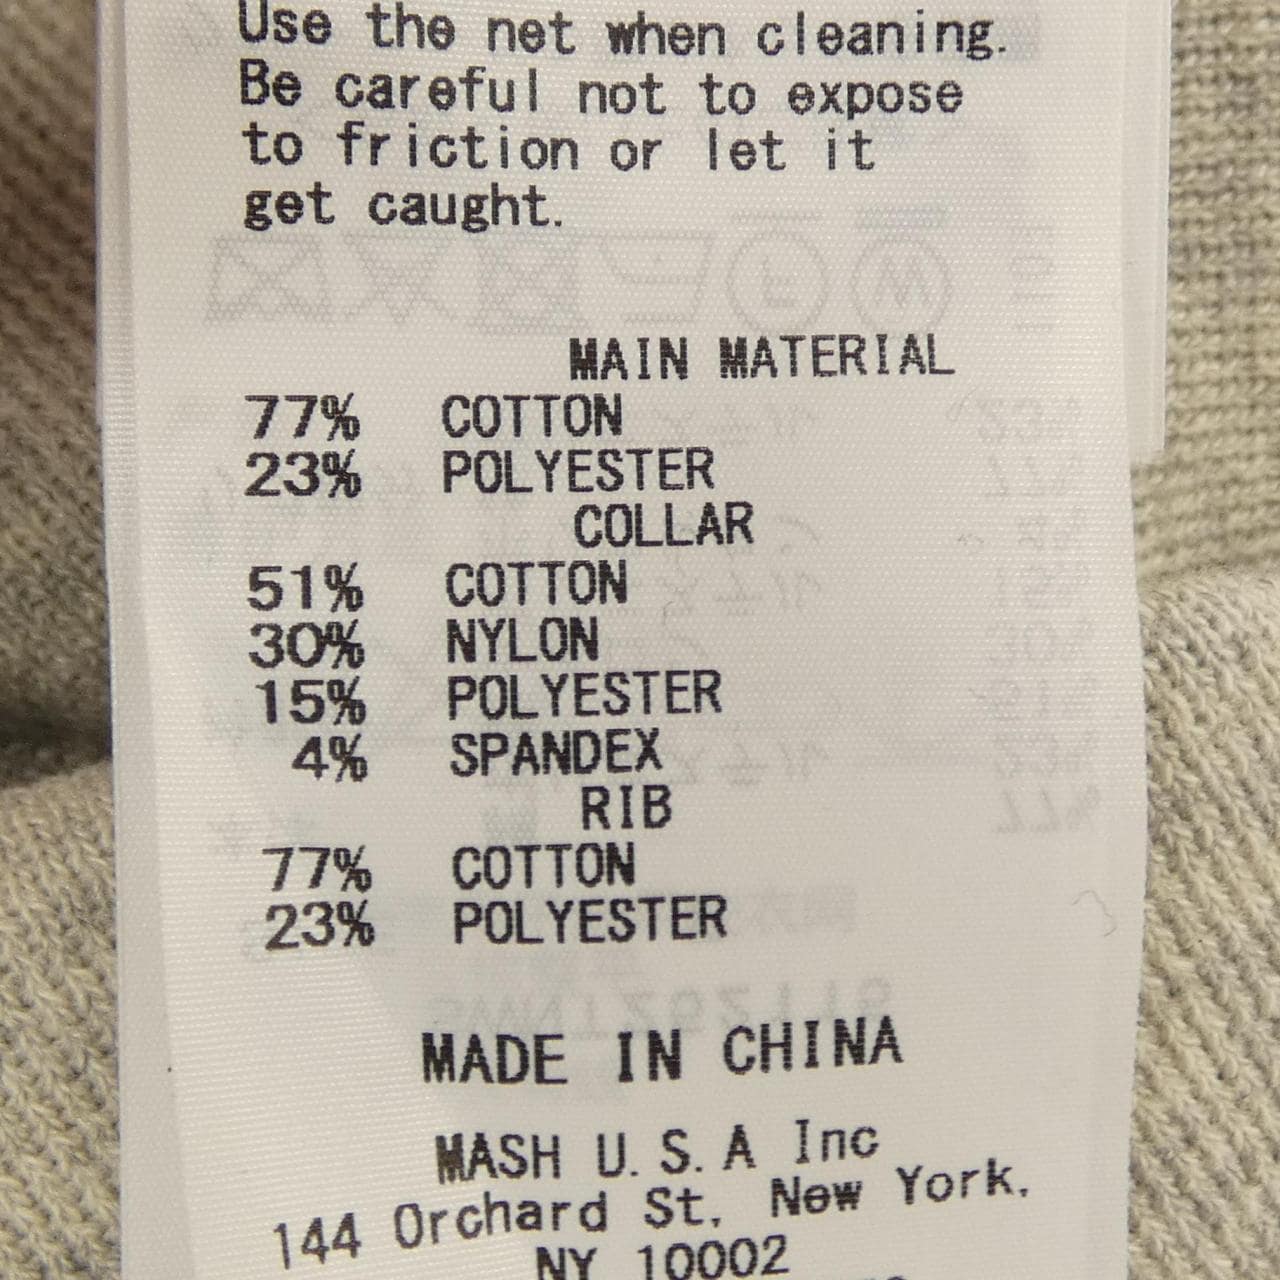 Use the net when cleaning.
Be careful not to expose
to friction or let it
get caught.
MAIN MATERIAL
77% COTTON
23% POLYESTER
COLLAR
51% COTTON
30% NYLON
15% POLYESTER
4% SPANDEX
RIB
77% COTTON
23% POLYESTER
MADE IN CHINA
MASH U.S.A Inc
144 Orchard St, New York,
NY 10002